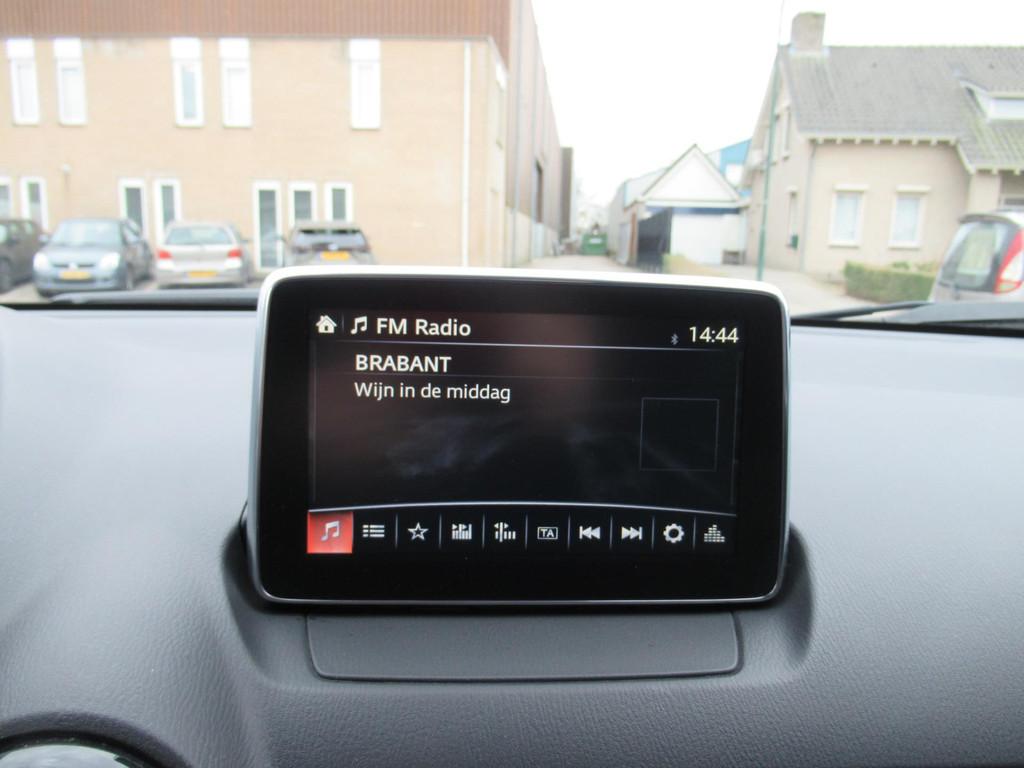 FM Radio 14:44
BRABANT
Wijn in de middag
TA